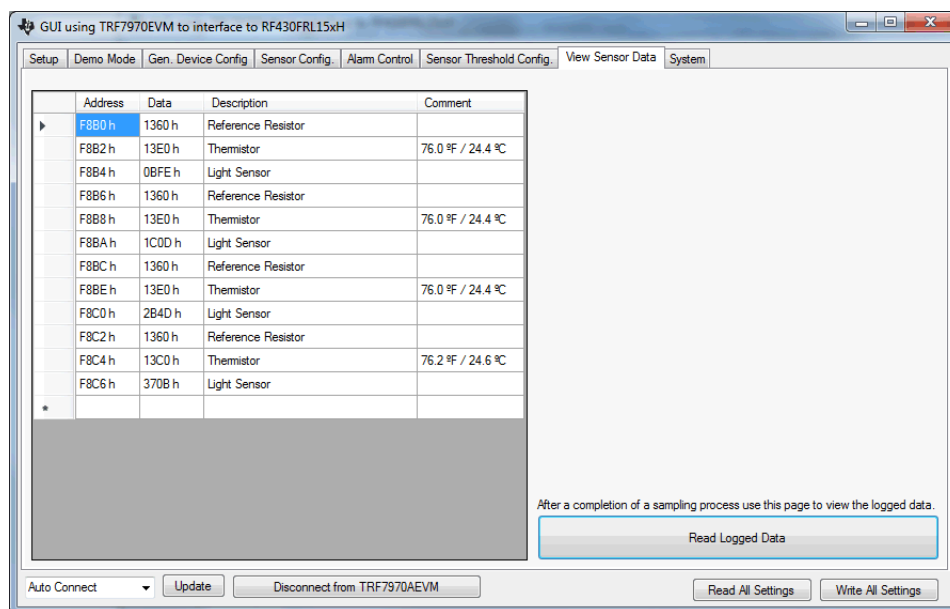 GUI using TRF7970EVM to interface to RF430FRL15xH
Setup Demo Mode Gen. Device Config Sensor Config. Alarm Control Sensor Threshold Config. View Sensor Data System
Address Data Description Comment
F8B0 h 1360 h Reference Resistor
F8B2 h 13E0 h Thermistor 76.0 ºF / 24.4 ºC
F8B4 h 0BFE h Light Sensor
F8B6 h 1360 h Reference Resistor
F8B8 h 13E0 h Thermistor 76.0 ºF / 24.4 ºC
F8BA h 1C0D h Light Sensor
F8BC h 1360 h Reference Resistor
F8BE h 13E0 h Thermistor 76.0 ºF / 24.4 ºC
F8C0 h 2B4D h Light Sensor
F8C2 h 1360 h Reference Resistor
F8C4 h 13C0 h Thermistor 76.2 ºF / 24.6 ºC
F8C6 h 370B h Light Sensor
After a completion of a sampling process use this page to view the logged data.
Read Logged Data
Auto Connect Update Disconnect from TRF7970AEVM Read All Settings Write All Settings